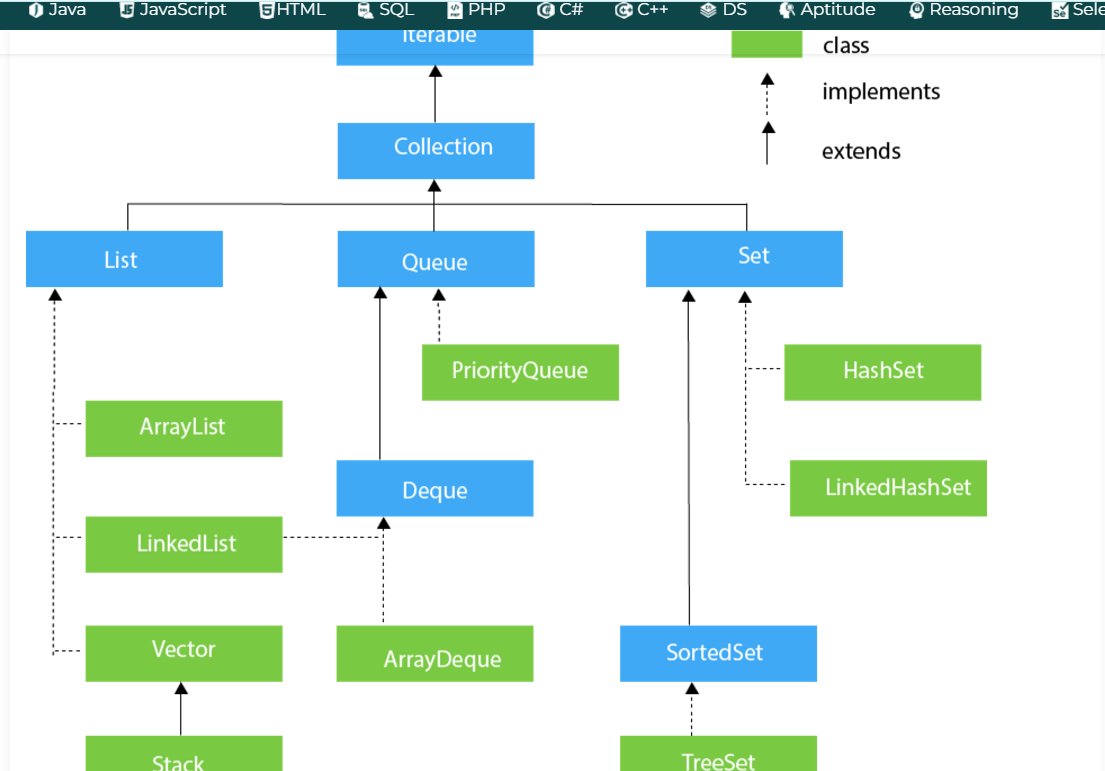 Java JavaScript HTML SQL PHP C# C++ DS Aptitude Reasoning
Iterable
class
implements
Collection
extends
List
Queue
Set
PriorityQueue
HashSet
ArrayList
Deque
LinkedHashSet
LinkedList
Vector
ArrayDeque
SortedSet
Stack
TreeSet